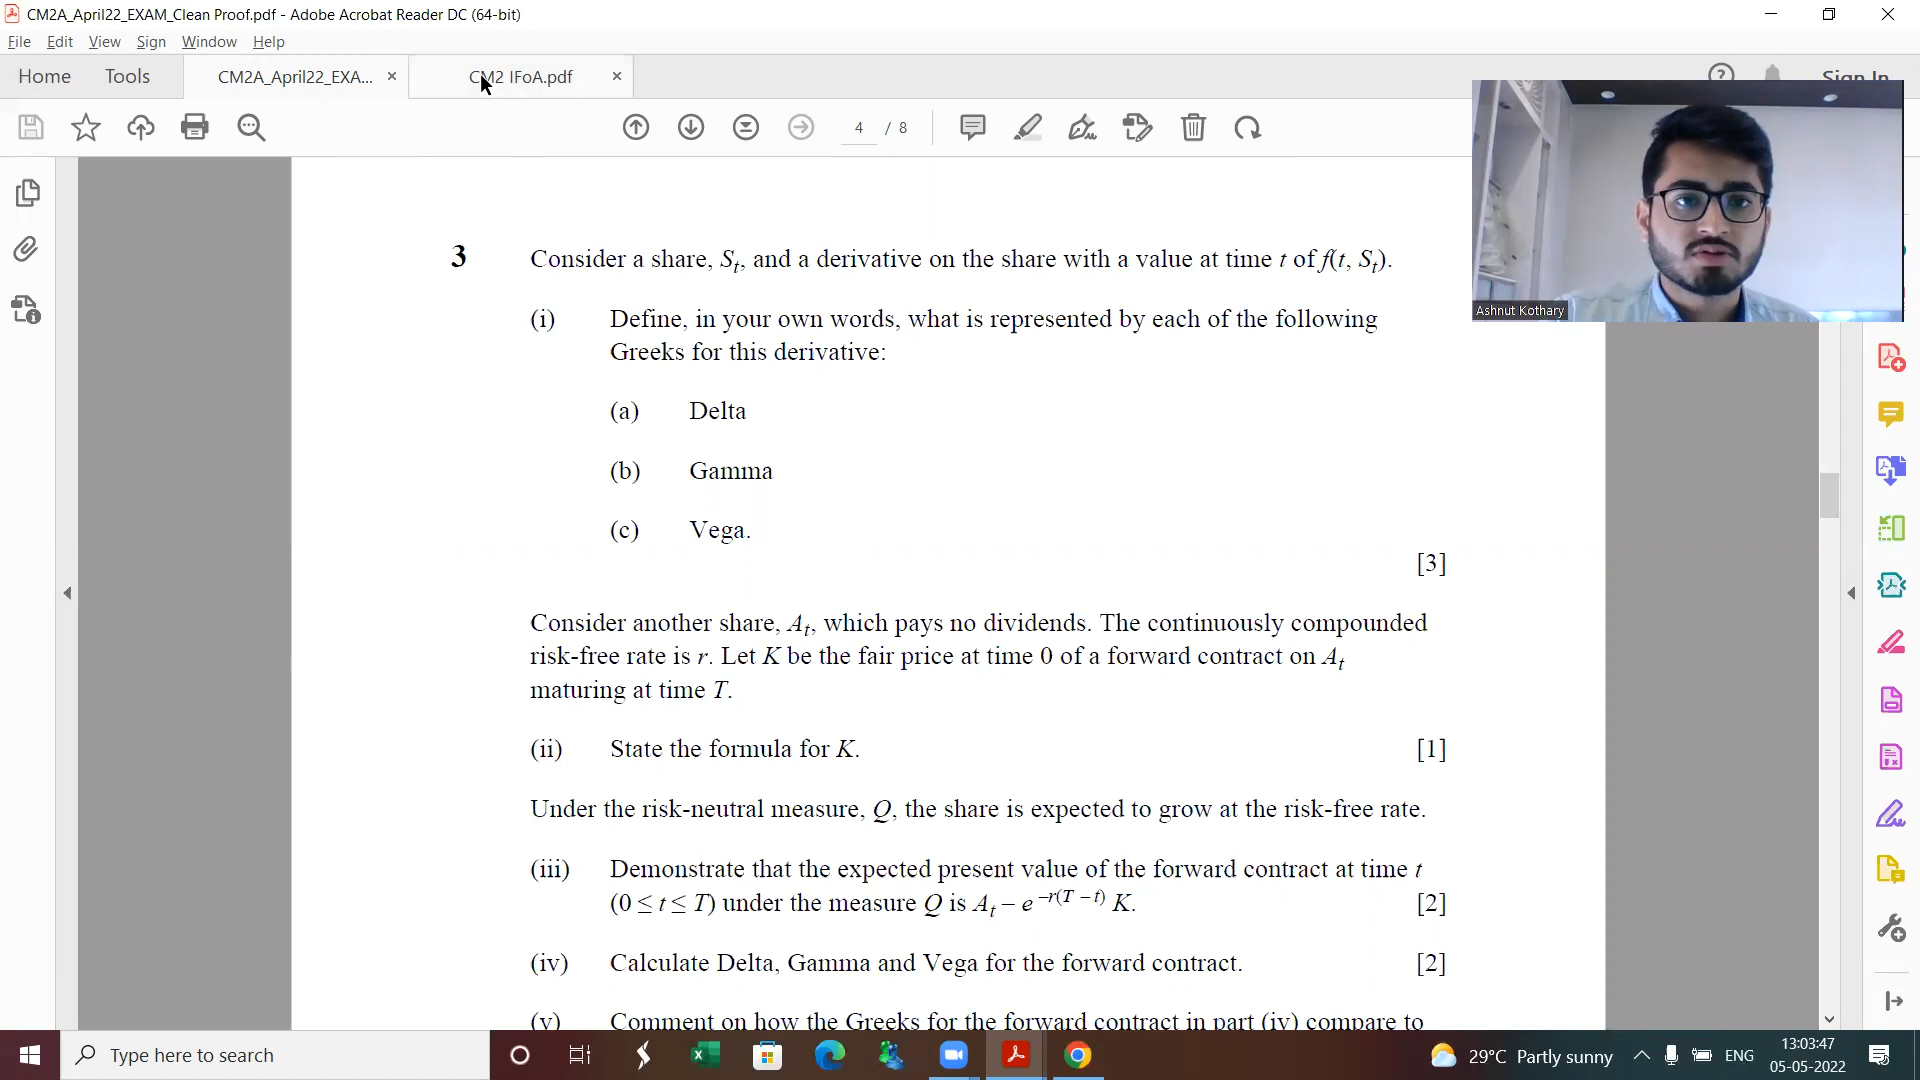 CM2A_April22_EXAM_Clean Proof.pdf - Adobe Acrobat Reader DC (64-bit)
File Edit View Sign Window Help
Home Tools CM2A_April22_EXA... × CM2 IFoA.pdf × Sign In
4 / 8
Ashnut Kothary
3 Consider a share, Sₜ, and a derivative on the share with a value at time t of f(t, Sₜ).
(i) Define, in your own words, what is represented by each of the following
Greeks for this derivative:
(a) Delta
(b) Gamma
(c) Vega.
[3]
Consider another share, Aₜ, which pays no dividends. The continuously compounded
risk-free rate is r. Let K be the fair price at time 0 of a forward contract on Aₜ
maturing at time T.
(ii) State the formula for K. [1]
Under the risk-neutral measure, Q, the share is expected to grow at the risk-free rate.
(iii) Demonstrate that the expected present value of the forward contract at time t
(0 ≤ t ≤ T) under the measure Q is Aₜ – e^–r(T – t) K. [2]
(iv) Calculate Delta, Gamma and Vega for the forward contract. [2]
(v) Comment on how the Greeks for the forward contract in part (iv) compare to
Type here to search
29°C Partly sunny
ENG
13:03:47
05-05-2022